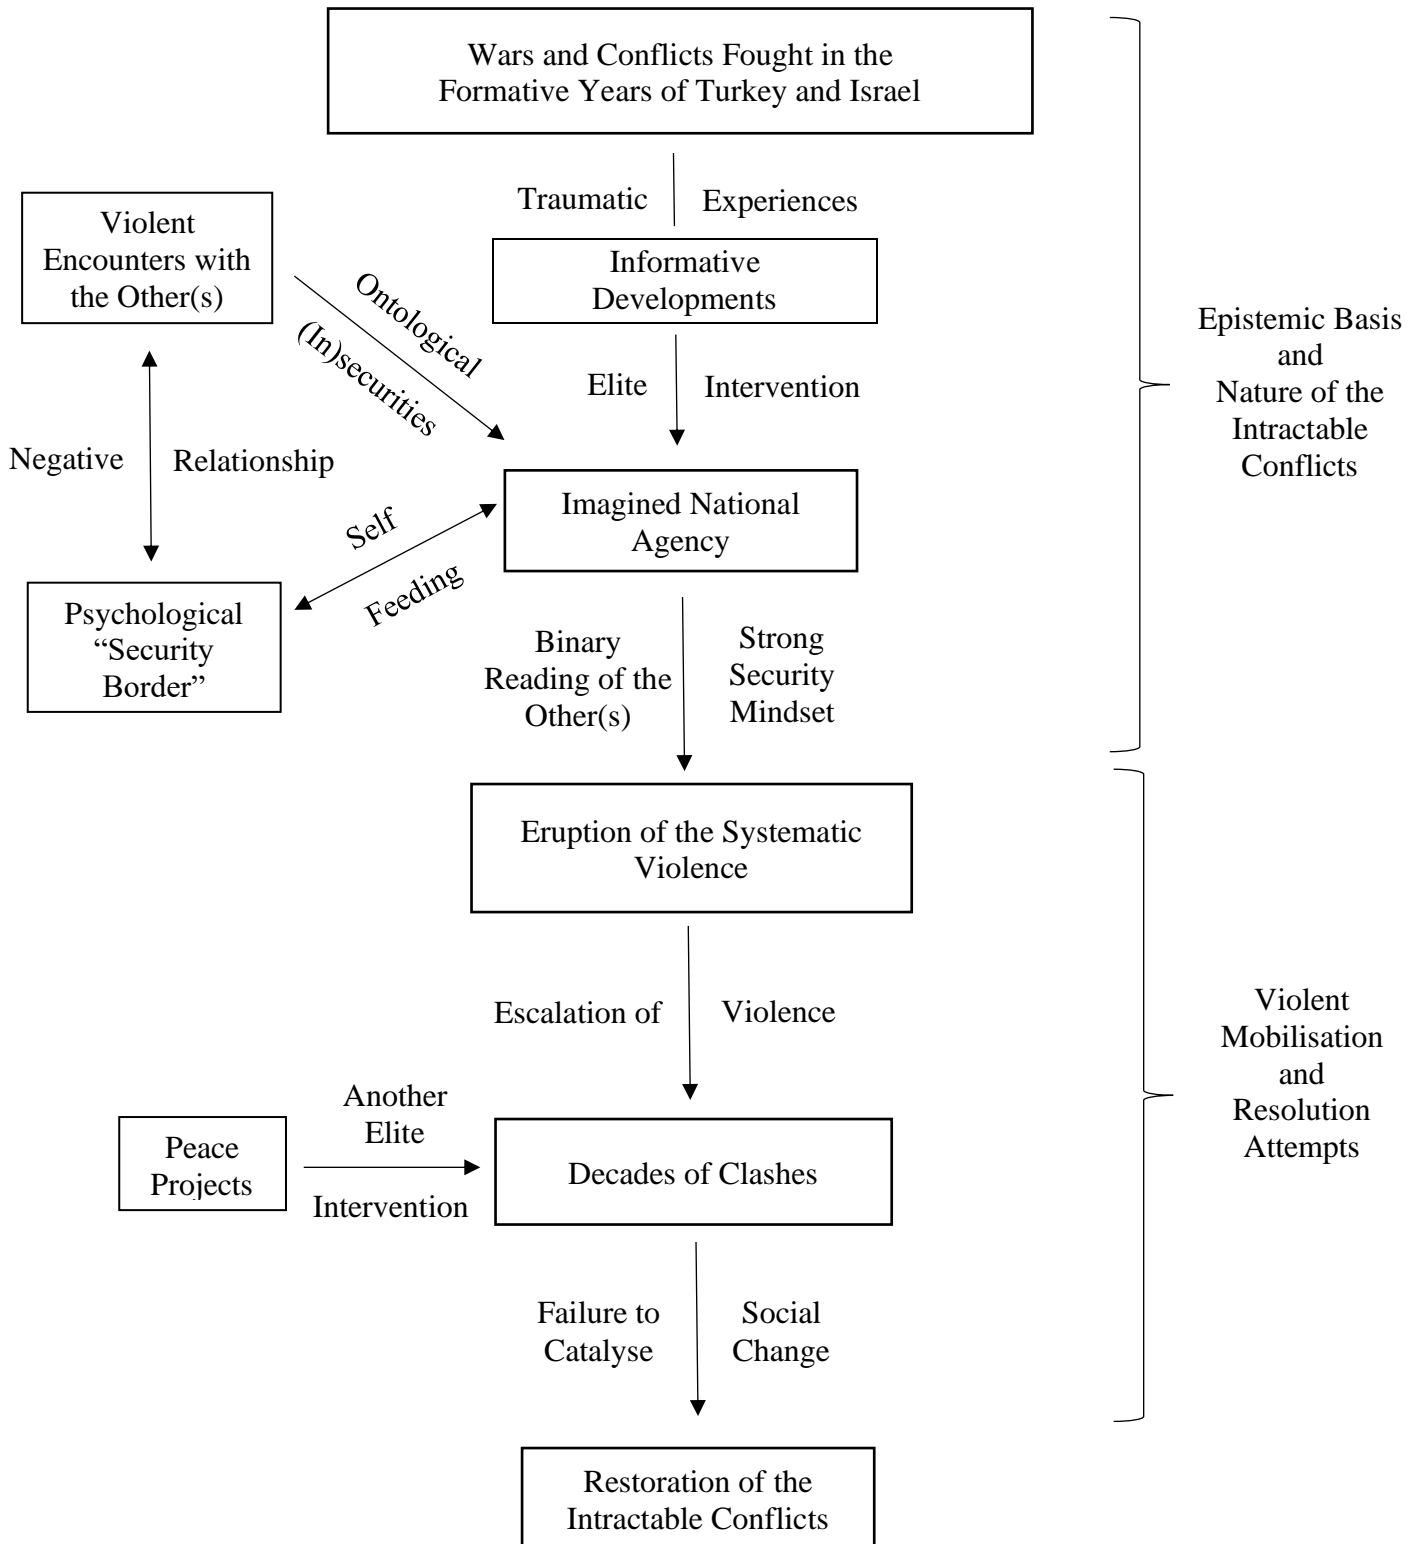 Wars and Conflicts Fought in the
Formative Years of Turkey and Israel
Traumatic Experiences
Violent
Encounters with
the Other(s)
Informative
Developments
Ontological
(In)securities
Elite Intervention
Negative Relationship
Imagined National
Agency
Self
Feeding
Psychological
“Security
Border”
Binary
Reading of the
Other(s)
Strong
Security
Mindset
Epistemic Basis
and
Nature of the
Intractable
Conflicts
Eruption of the Systematic
Violence
Escalation of Violence
Peace
Projects
Another
Elite
Intervention
Decades of Clashes
Violent
Mobilisation
and
Resolution
Attempts
Failure to
Catalyse
Social
Change
Restoration of the
Intractable Conflicts